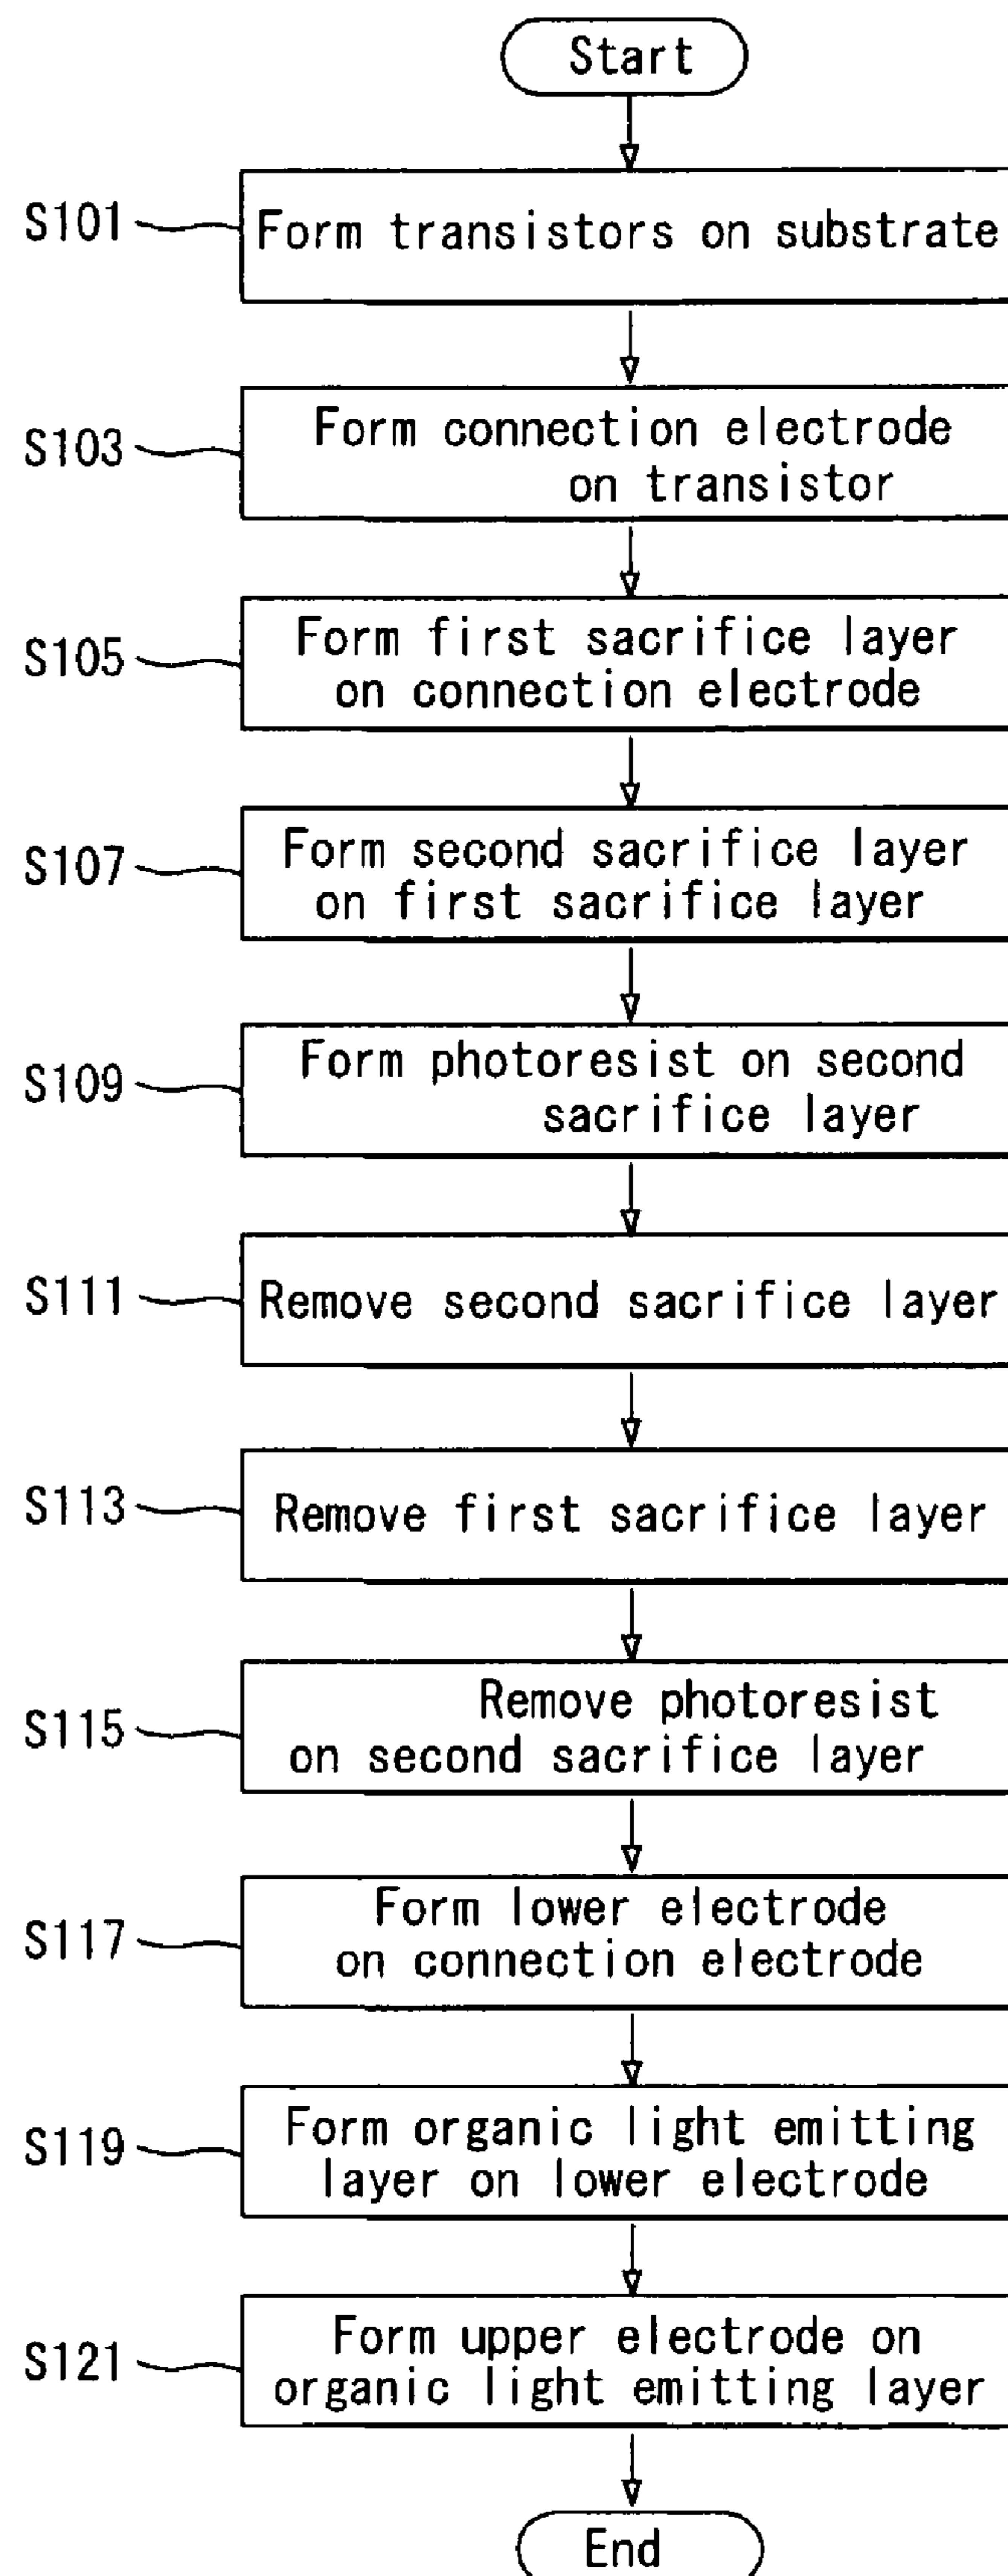 Start
S101
Form transistors on substrate
S103
Form connection electrode
on transistor
S105
Form first sacrifice layer
on connection electrode
S107
Form second sacrifice layer
on first sacrifice layer
S109
Form photoresist on second
sacrifice layer
S111
Remove second sacrifice layer
S113
Remove first sacrifice layer
S115
Remove photoresist
on second sacrifice layer
S117
Form lower electrode
on connection electrode
S119
Form organic light emitting
layer on lower electrode
S121
Form upper electrode on
organic light emitting layer
End